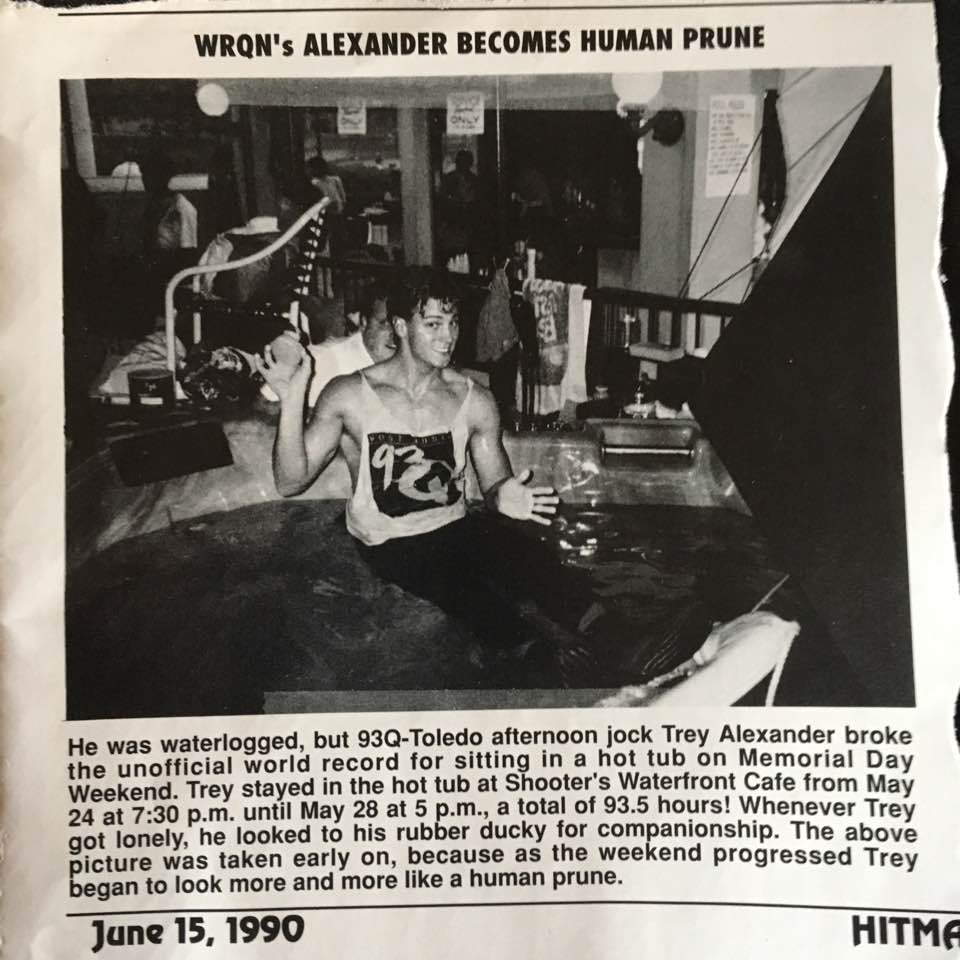 WRQN's ALEXANDER BECOMES HUMAN PRUNE
ONLY
ONLY
93Q
He was waterlogged, but 93Q-Toledo afternoon jock Trey Alexander broke
the unofficial world record for sitting in a hot tub on Memorial Day
Weekend. Trey stayed in the hot tub at Shooter's Waterfront Cafe from May
24 at 7:30 p.m. until May 28 at 5 p.m., a total of 93.5 hours! Whenever Trey
got lonely, he looked to his rubber ducky for companionship. The above
picture was taken early on, because as the weekend progressed Trey
began to look more and more like a human prune.
June 15, 1990
HITMA